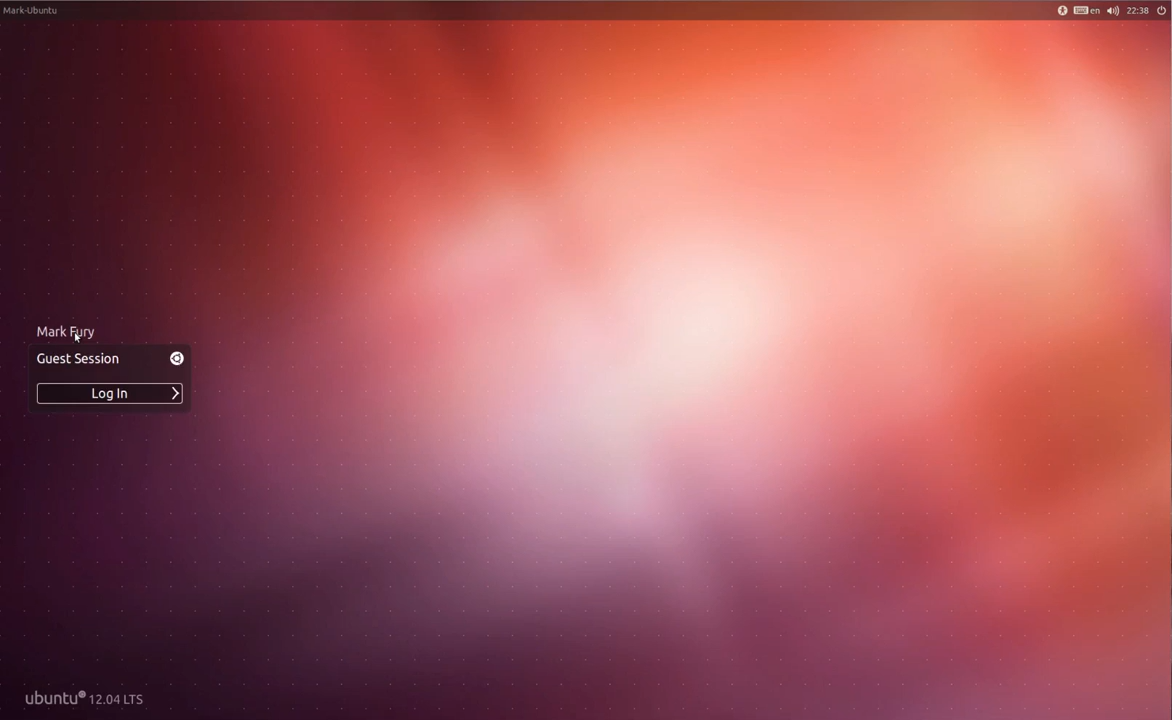 Mark-Ubuntu
en 22:38
Mark Fury
Guest Session
Log In
ubuntu 12.04 LTS